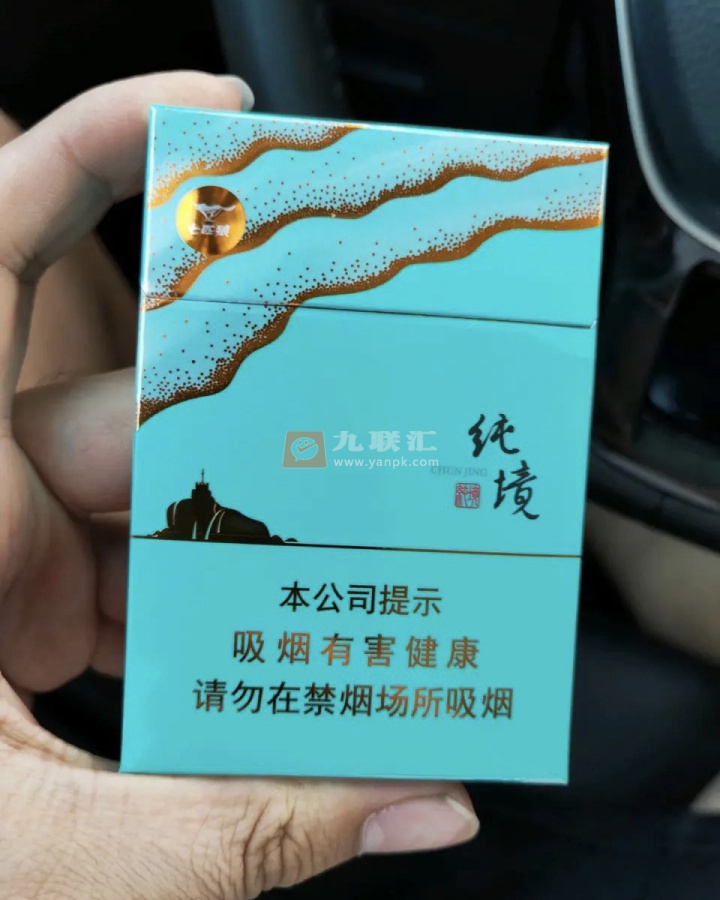 七匹狼
九联汇
www.yanpk.com
纯境
CHUN JING
本公司提示
吸烟有害健康
请勿在禁烟场所吸烟